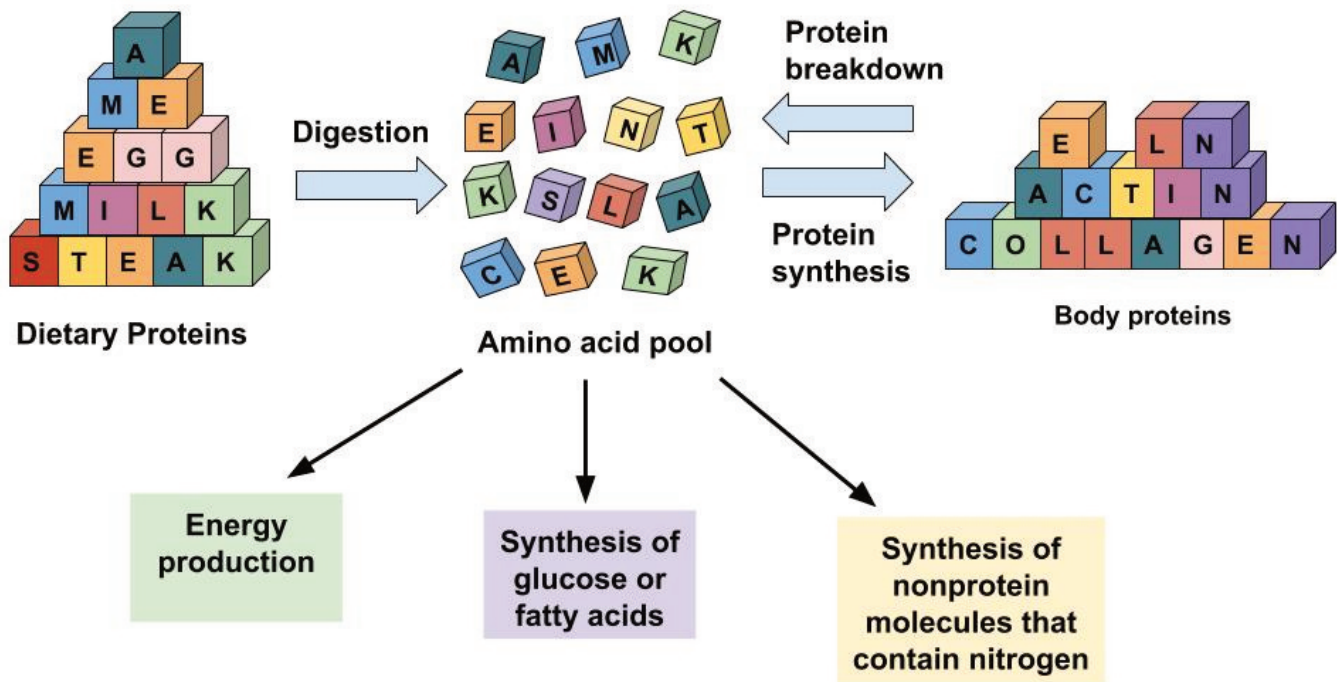 A
M E
E G G
M I L K
S T E A K
Dietary Proteins
Digestion
A M K
E I N T
K S L A
C E K
Amino acid pool
Protein
breakdown
Protein
synthesis
E L N
A C T I N
C O L L A G E N
Body proteins
Energy
production
Synthesis of
glucose or
fatty acids
Synthesis of
nonprotein
molecules that
contain nitrogen